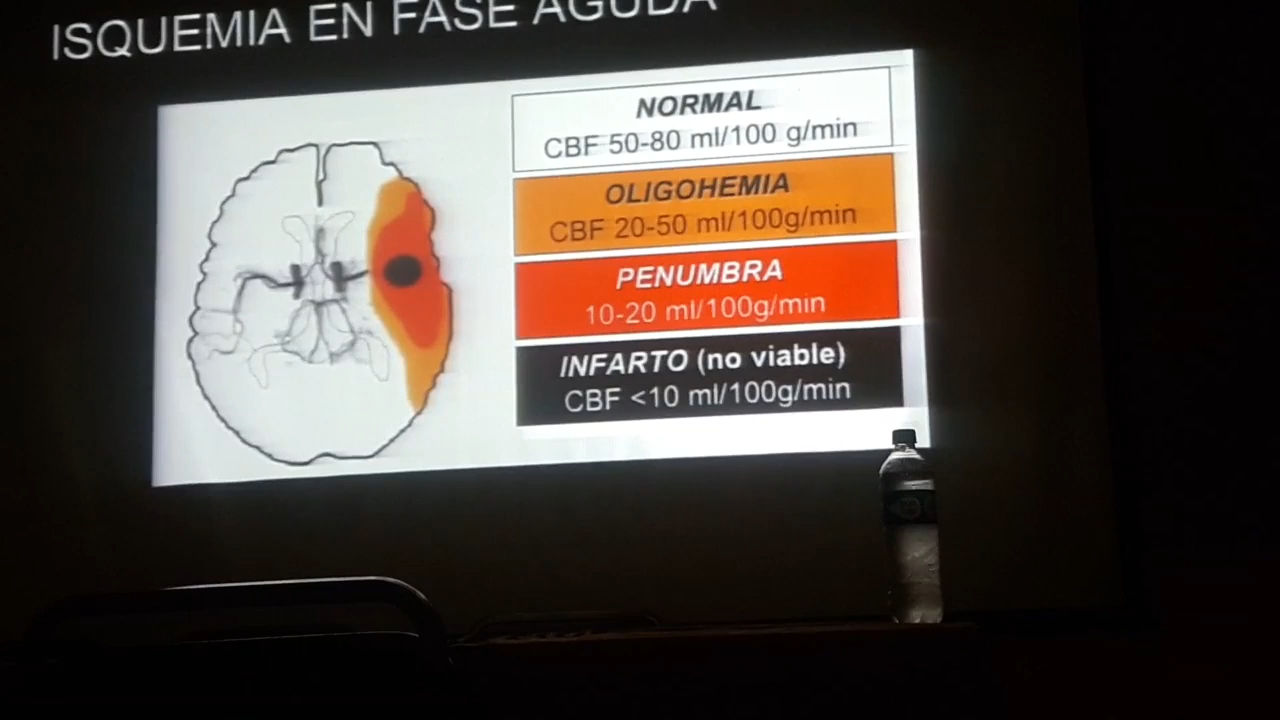 ISQUEMIA EN FASE AGUDA
NORMAL
CBF 50-80 ml/100 g/min
OLIGOHEMIA
CBF 20-50 ml/100g/min
PENUMBRA
10-20 ml/100g/min
INFARTO (no viable)
CBF <10 ml/100g/min